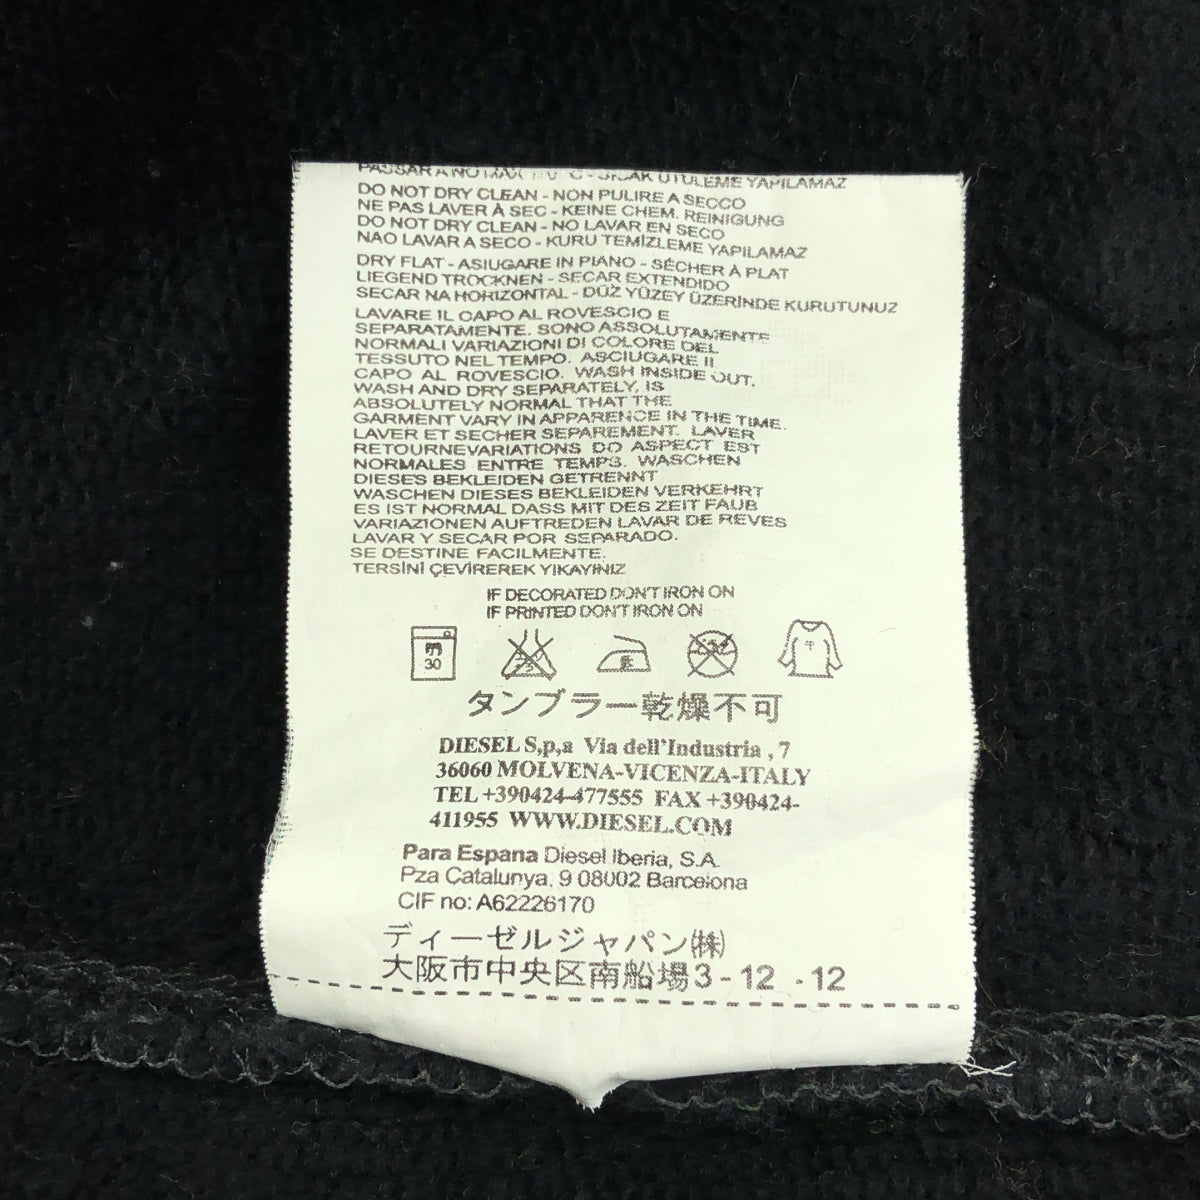 PASSAR A NO MAX
UTULEME YAPILAMAZ
DO NOT DRY CLEAN - NON PULIRE A SECCO
NE PAS LAVER À SEC - KEINE CHEM. REINIGUNG
DO NOT DRY CLEAN - NO LAVAR EN SECO
NAO LAVAR A SECO - KURU TEMİZLEME YAPILAMAZ
DRY FLAT - ASIUGARE IN PIANO - SÉCHER À PLAT
LIEGEND TROCKNEN - SECAR EXTENDIDO
SECAR NA HORIZONTAL - DÜZ YÜZEY ÜZERİNDE KURUTUNUZ
LAVARE IL CAPO AL ROVESCIO E
SEPARATAMENTE. SONO ASSOLUTAMENTE
NORMALI VARIAZIONI DI COLORE DEL
TESSUTO NEL TEMPO. ASCIUGARE Il
CAPO AL ROVESCIO. WASH INSIDE OUT.
WASH AND DRY SEPARATELY, IS
ABSOLUTELY NORMAL THAT THE
GARMENT VARY IN APPARENCE IN THE TIME.
LAVER ET SECHER SEPAREMENT. LAVER
RETOURNEVARIATIONS DO ASPECT EST
NORMALES ENTRE TEMPS. WASCHEN
DIESES BEKLEIDEN GETRENNT
WASCHEN DIESES BEKLEIDEN VERKEHRT
ES IST NORMAL DASS MIT DES ZEIT FAUB
VARIAZIONEN AUFTREDEN LAVAR DE REVES
LAVAR Y SECAR POR SEPARADO.
SE DESTINE FACILMENTE.
TERSİNİ ÇEVİREREK YIKAYINIZ
IF DECORATED DON'T IRON ON
IF PRINTED DON'T IRON ON
30
タンブラー乾燥不可
DIESEL S,p,a Via dell'Industria , 7
36060 MOLVENA-VICENZA-ITALY
TEL +390424-477555 FAX +390424-
411955 WWW.DIESEL.COM
Para Espana Diesel Iberia, S.A.
Pza Catalunya, 9 08002 Barcelona
CIF no: A62226170
ディーゼルジャパン㈱
大阪市中央区南船場3-12 -12